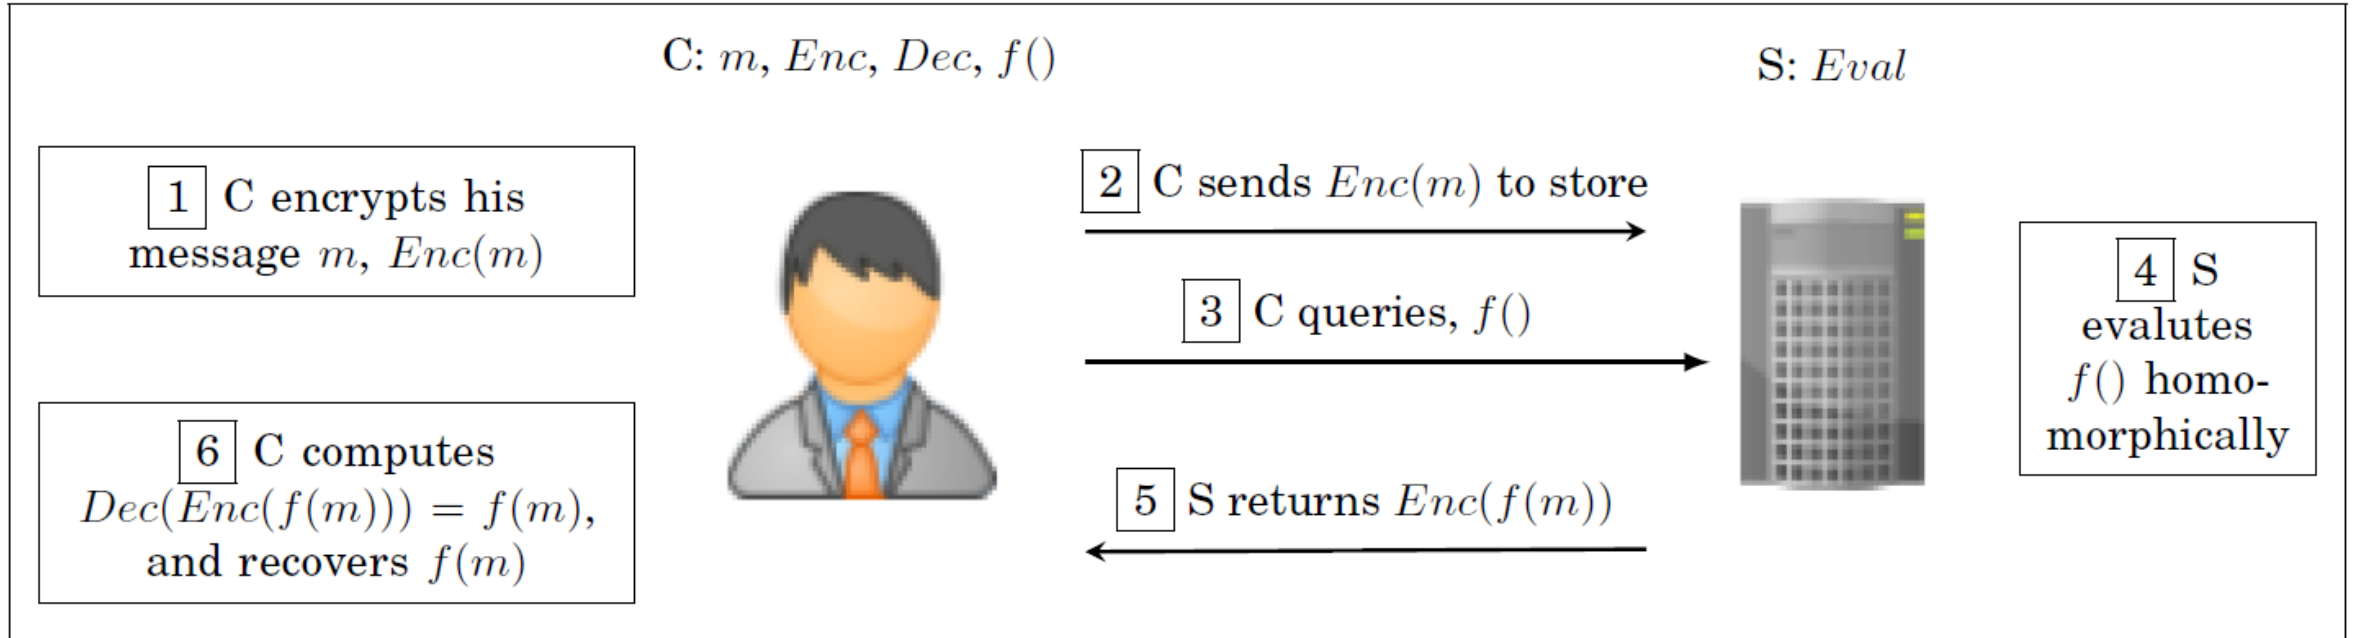 C: m, Enc, Dec, f()
S: Eval
1 C encrypts his
message m, Enc(m)
2 C sends Enc(m) to store
3 C queries, f()
4 S
evalutes
f() homo-
morphically
5 S returns Enc(f(m))
6 C computes
Dec(Enc(f(m))) = f(m),
and recovers f(m)